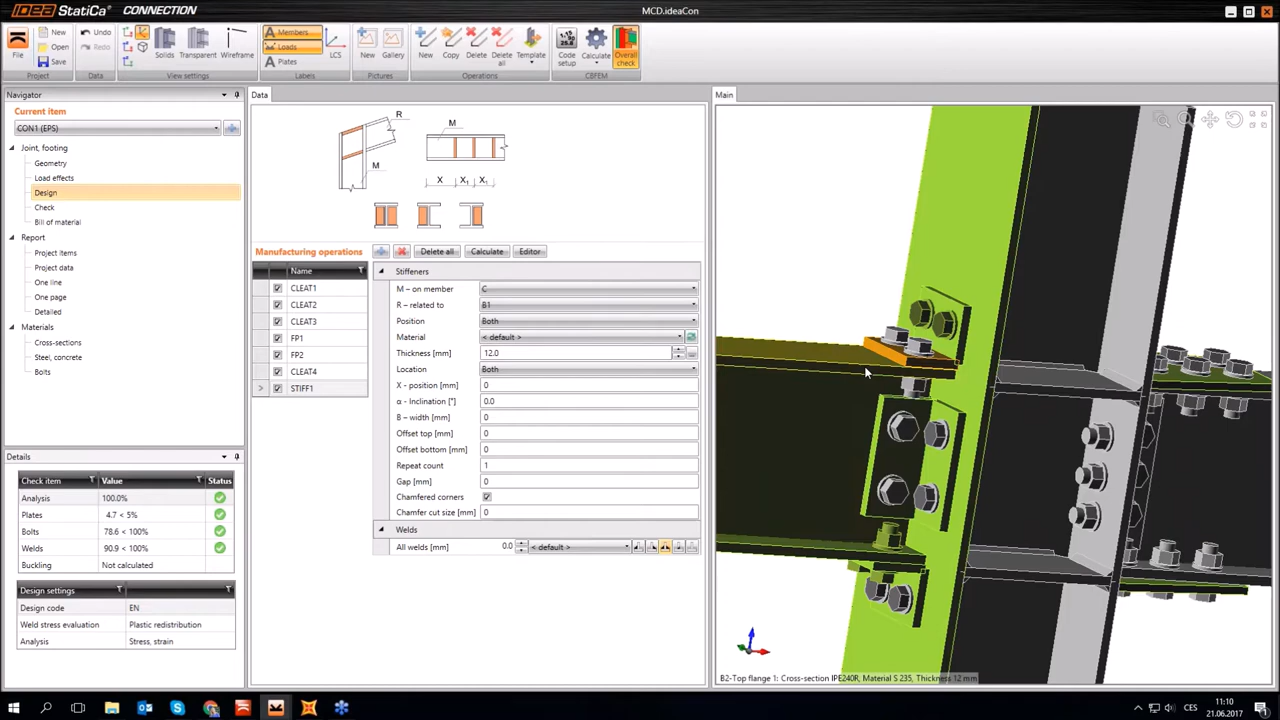 IDEA StatiCa® CONNECTION
MCD.ideaCon
File
New
Open
Save
Project
Undo
Redo
Data
Solids
Transparent
Wireframe
View settings
Members
Loads
Plates
LCS
Labels
New
Gallery
Pictures
New
Copy
Delete
Delete all
Template
Operations
Code setup
Calculate
Overall check
CBFEM
Navigator
Current item
CON1 (EPS)
Joint, footing
Geometry
Load effects
Design
Check
Bill of material
Report
Project items
Project data
One line
One page
Detailed
Materials
Cross-sections
Steel, concrete
Bolts
Details
Check item Value Status
Analysis 100.0%
Plates 4.7 < 5%
Bolts 78.6 < 100%
Welds 90.9 < 100%
Buckling Not calculated
Design settings
Design code EN
Weld stress evaluation Plastic redistribution
Analysis Stress, strain
Data
R
M
M
X X₁ X₁
Manufacturing operations Delete all Calculate Editor
Name
CLEAT1
CLEAT2
CLEAT3
FP1
FP2
CLEAT4
STIFF1
Stiffeners
M – on member C
R – related to B1
Position Both
Material < default >
Thickness [mm] 12.0
Location Both
X - position [mm] 0
α - Inclination [°] 0.0
B – width [mm] 0
Offset top [mm] 0
Offset bottom [mm] 0
Repeat count 1
Gap [mm] 0
Chamfered corners
Chamfer cut size [mm] 0
Welds
All welds [mm] 0.0 < default >
Main
B2-Top flange 1: Cross-section IPE240R, Material S 235, Thickness 12 mm
CES
11:10
21.06.2017